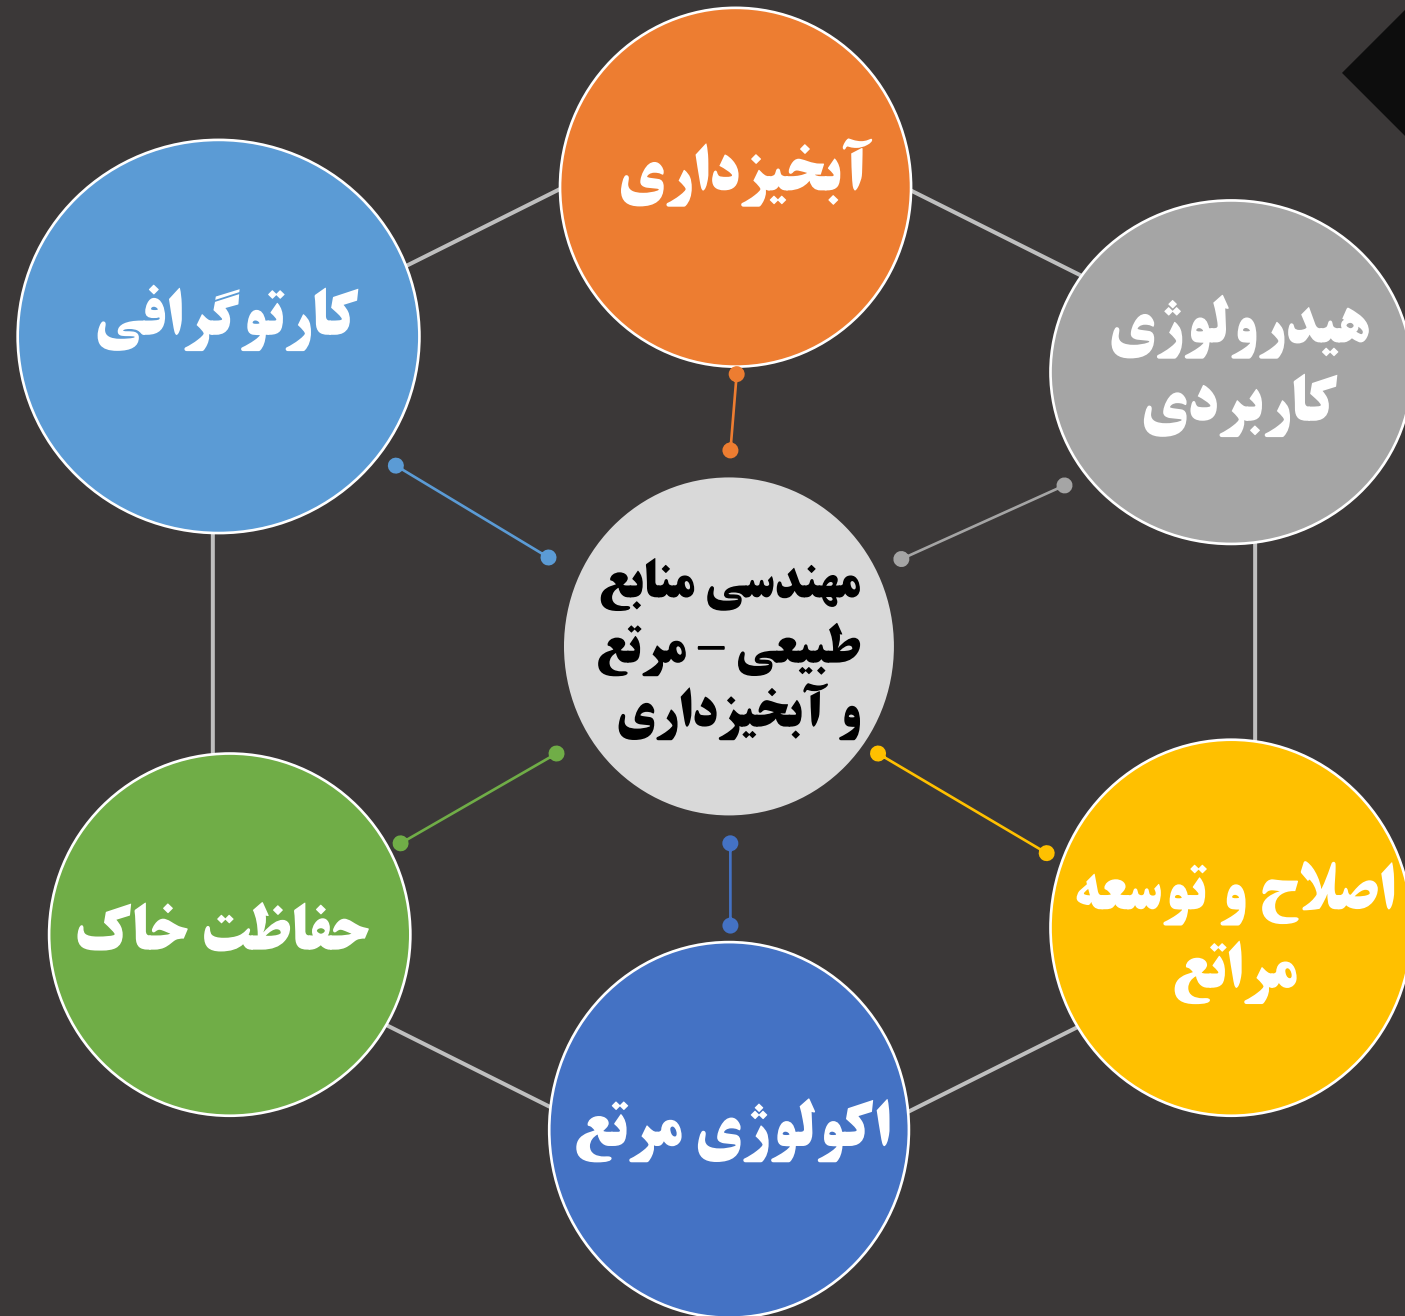 آبخیزداری
هیدرولوژی
کاربردی
کارتوگرافی
مهندسی منابع
طبیعی – مرتع
و آبخیزداری
اصلاح و توسعه
مراتع
حفاظت خاک
اکولوژی مرتع